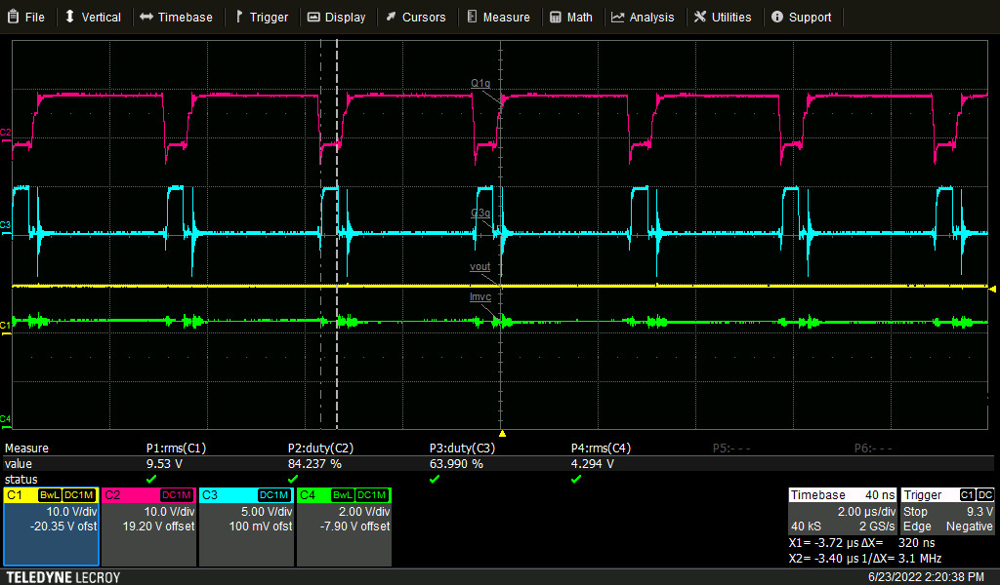 File Vertical Timebase Trigger Display Cursors Measure Math Analysis Utilities Support
Q1g
C2
Q3g
C3
vout
Imvc
C1
C4
Measure P1:rms(C1) P2:duty(C2) P3:duty(C3) P4:rms(C4) P5:--- P6:---
value 9.53 V 84.237 % 63.990 % 4.294 V
status
C1 BwL DC1M C2 DC1M C3 DC1M C4 BwL DC1M Timebase 40 ns Trigger C1 DC
10.0 V/div 10.0 V/div 5.00 V/div 2.00 V/div 2.00 µs/div Stop 9.3 V
-20.35 V ofst 19.20 V offset 100 mV ofst -7.90 V offset 40 kS 2 GS/s Edge Negative
X1= -3.72 µs ΔX= 320 ns
X2= -3.40 µs 1/ΔX= 3.1 MHz
TELEDYNE LECROY 6/23/2022 2:20:38 PM